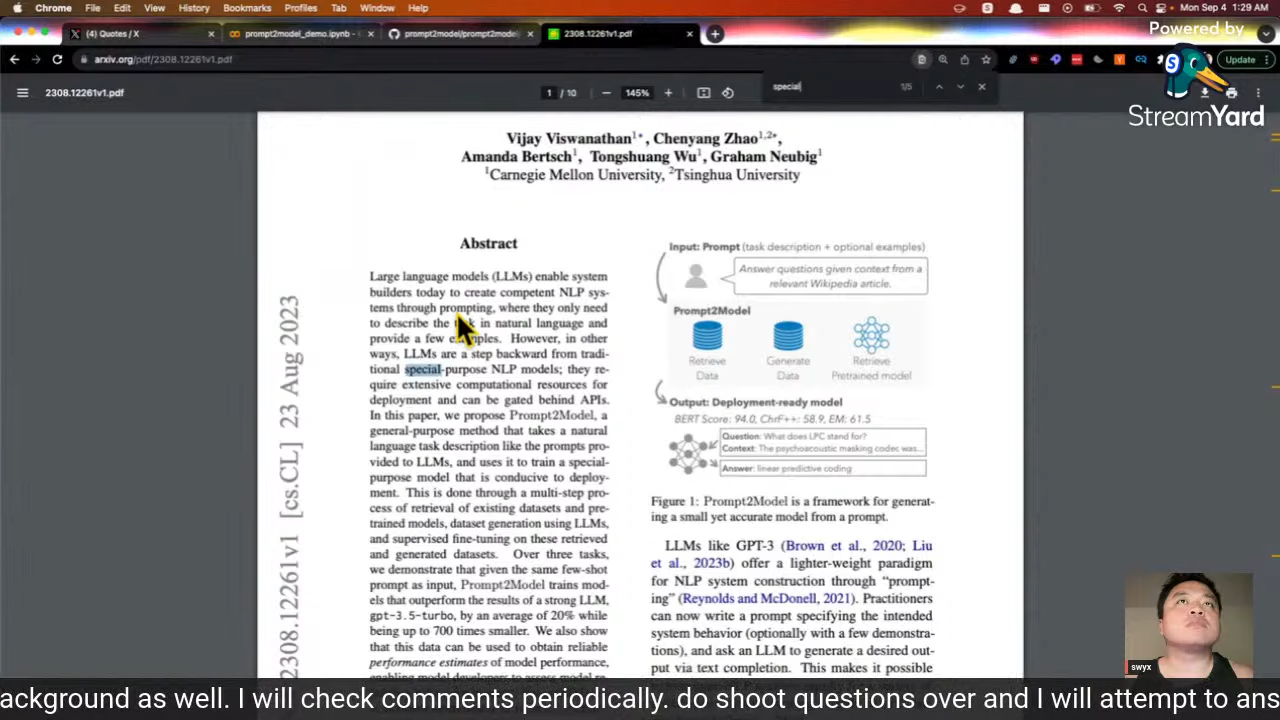 Chrome File Edit View History Bookmarks Profiles Tab Window Help Mon Sep 4 1:29 AM
Powered by
StreamYard
(4) Quotes / X
prompt2model_demo.ipynb -
prompt2model/prompt2model
2308.12261v1.pdf
arxiv.org/pdf/2308.12261v1.pdf
Update
special
1/5
2308.12261v1.pdf
1 / 10
145%
Vijay Viswanathan1*, Chenyang Zhao1,2*,
Amanda Bertsch1, Tongshuang Wu1, Graham Neubig1
1Carnegie Mellon University, 2Tsinghua University
2308.12261v1 [cs.CL] 23 Aug 2023
Abstract
Large language models (LLMs) enable system
builders today to create competent NLP sys-
tems through prompting, where they only need
to describe the in natural language and
provide a few examples. However, in other
ways, LLMs are a step backward from tradi-
tional special-purpose NLP models; they re-
quire extensive computational resources for
deployment and can be gated behind APIs.
In this paper, we propose Prompt2Model, a
general-purpose method that takes a natural
language task description like the prompts pro-
vided to LLMs, and uses it to train a special-
purpose model that is conducive to deploy-
ment. This is done through a multi-step pro-
cess of retrieval of existing datasets and pre-
trained models, dataset generation using LLMs,
and supervised fine-tuning on these retrieved
and generated datasets. Over three tasks,
we demonstrate that given the same few-shot
prompt as input, Prompt2Model trains mod-
els that outperform the results of a strong LLM,
gpt-3.5-turbo, by an average of 20% while
being up to 700 times smaller. We also show
that this data can be used to obtain reliable
performance estimates of model performance,
enabling model developers to assess model re-
Input: Prompt (task description + optional examples)
Answer questions given context from a
relevant Wikipedia article.
Prompt2Model
Retrieve
Data
Generate
Data
Retrieve
Pretrained model
Output: Deployment-ready model
BERT Score: 94.0, ChrF++: 58.9, EM: 61.5
Question: What does LPC stand for?
Context: The psychoacoustic masking codec was...
Answer: linear predictive coding
Figure 1: Prompt2Model is a framework for generat-
ing a small yet accurate model from a prompt.
LLMs like GPT-3 (Brown et al., 2020; Liu
et al., 2023b) offer a lighter-weight paradigm
for NLP system construction through “prompt-
ing” (Reynolds and McDonell, 2021). Practitioners
can now write a prompt specifying the intended
system behavior (optionally with a few demonstra-
tions), and ask an LLM to generate a desired out-
put via text completion. This makes it possible
swyx
ackground as well. I will check comments periodically. do shoot questions over and I will attempt to ans